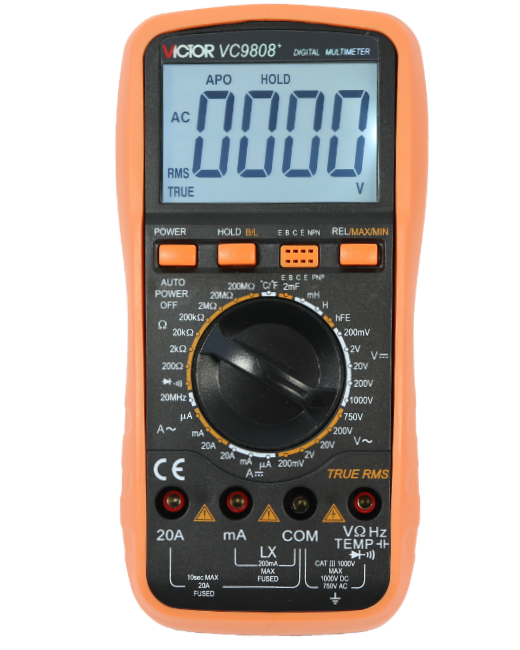 VICTOR VC9808+ DIGITAL MULTIMETER
APO HOLD
AC 0000
RMS
TRUE V
POWER HOLD B/L E B C E NPN REL/MAX/MIN
E B C E PNP
AUTO
POWER
OFF
200MΩ °C/°F 2mF
20MΩ mH
2MΩ H
200kΩ hFE
Ω 20kΩ 200mV
2kΩ 2V V⎓
200Ω 20V
200V
20MHz 1000V
μA 750V
A~ mA 200V V~
20A 20V
20A mA μA 200mV 2V
A⎓
CE TRUE RMS
20A mA COM VΩHz
TEMP
LX
200mA
MAX
FUSED
10sec MAX
20A
FUSED
CAT III 1000V
MAX
1000V DC
750V AC